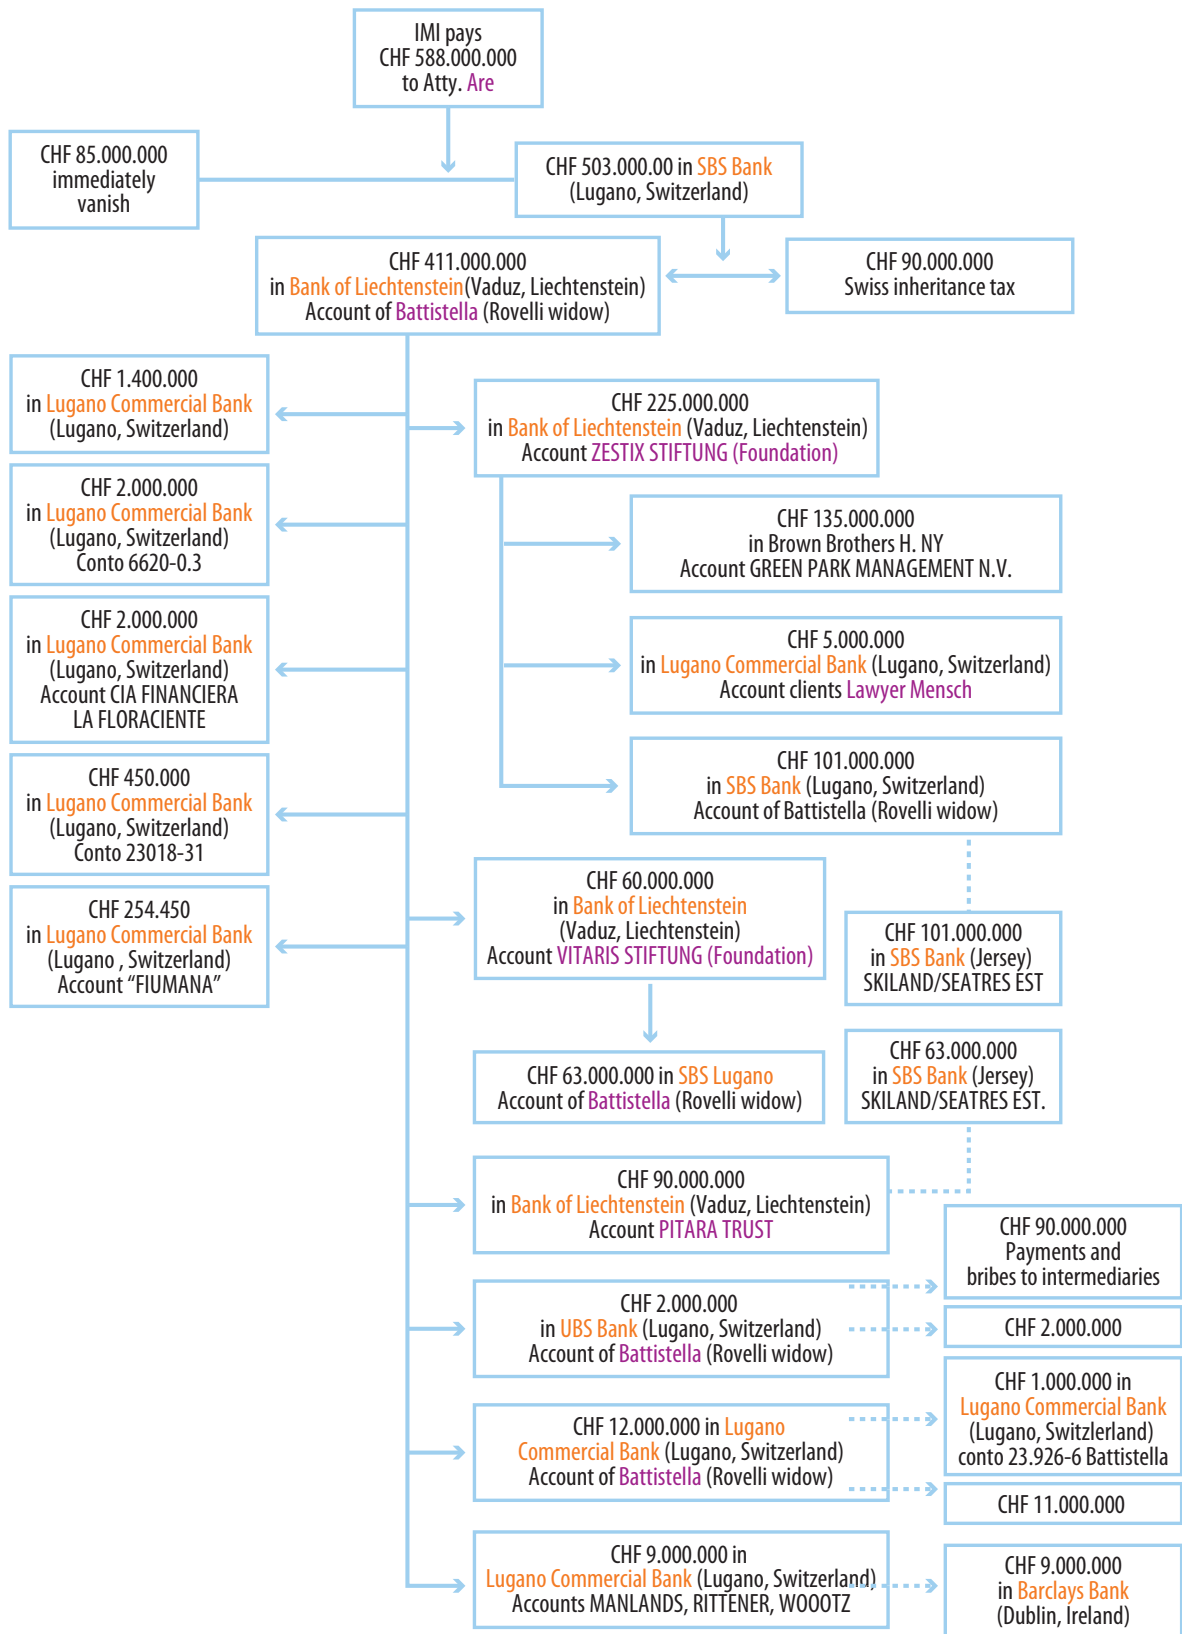 IMI pays
CHF 588.000.000
to Atty. Are
CHF 85.000.000
immediately
vanish
CHF 503.000.00 in SBS Bank
(Lugano, Switzerland)
CHF 411.000.000
in Bank of Liechtenstein(Vaduz, Liechtenstein)
Account of Battistella (Rovelli widow)
CHF 90.000.000
Swiss inheritance tax
CHF 1.400.000
in Lugano Commercial Bank
(Lugano, Switzerland)
CHF 2.000.000
in Lugano Commercial Bank
(Lugano, Switzerland)
Conto 6620-0.3
CHF 2.000.000
in Lugano Commercial Bank
(Lugano, Switzerland)
Account CIA FINANCIERA
LA FLORACIENTE
CHF 450.000
in Lugano Commercial Bank
(Lugano, Switzerland)
Conto 23018-31
CHF 254.450
in Lugano Commercial Bank
(Lugano , Switzerland)
Account “FIUMANA”
CHF 225.000.000
in Bank of Liechtenstein (Vaduz, Liechtenstein)
Account ZESTIX STIFTUNG (Foundation)
CHF 135.000.000
in Brown Brothers H. NY
Account GREEN PARK MANAGEMENT N.V.
CHF 5.000.000
in Lugano Commercial Bank (Lugano, Switzerland)
Account clients Lawyer Mensch
CHF 101.000.000
in SBS Bank (Lugano, Switzerland)
Account of Battistella (Rovelli widow)
CHF 60.000.000
in Bank of Liechtenstein
(Vaduz, Liechtenstein)
Account VITARIS STIFTUNG (Foundation)
CHF 101.000.000
in SBS Bank (Jersey)
SKILAND/SEATRES EST
CHF 63.000.000 in SBS Lugano
Account of Battistella (Rovelli widow)
CHF 63.000.000
in SBS Bank (Jersey)
SKILAND/SEATRES EST.
CHF 90.000.000
in Bank of Liechtenstein (Vaduz, Liechtenstein)
Account PITARA TRUST
CHF 90.000.000
Payments and
bribes to intermediaries
CHF 2.000.000
in UBS Bank (Lugano, Switzerland)
Account of Battistella (Rovelli widow)
CHF 2.000.000
CHF 12.000.000 in Lugano
Commercial Bank (Lugano, Switzerland)
Account of Battistella (Rovelli widow)
CHF 1.000.000 in
Lugano Commercial Bank
(Lugano, Switzlerland)
conto 23.926-6 Battistella
CHF 11.000.000
CHF 9.000.000 in
Lugano Commercial Bank (Lugano, Switzerland)
Accounts MANLANDS, RITTENER, WOOOTZ
CHF 9.000.000
in Barclays Bank
(Dublin, Ireland)